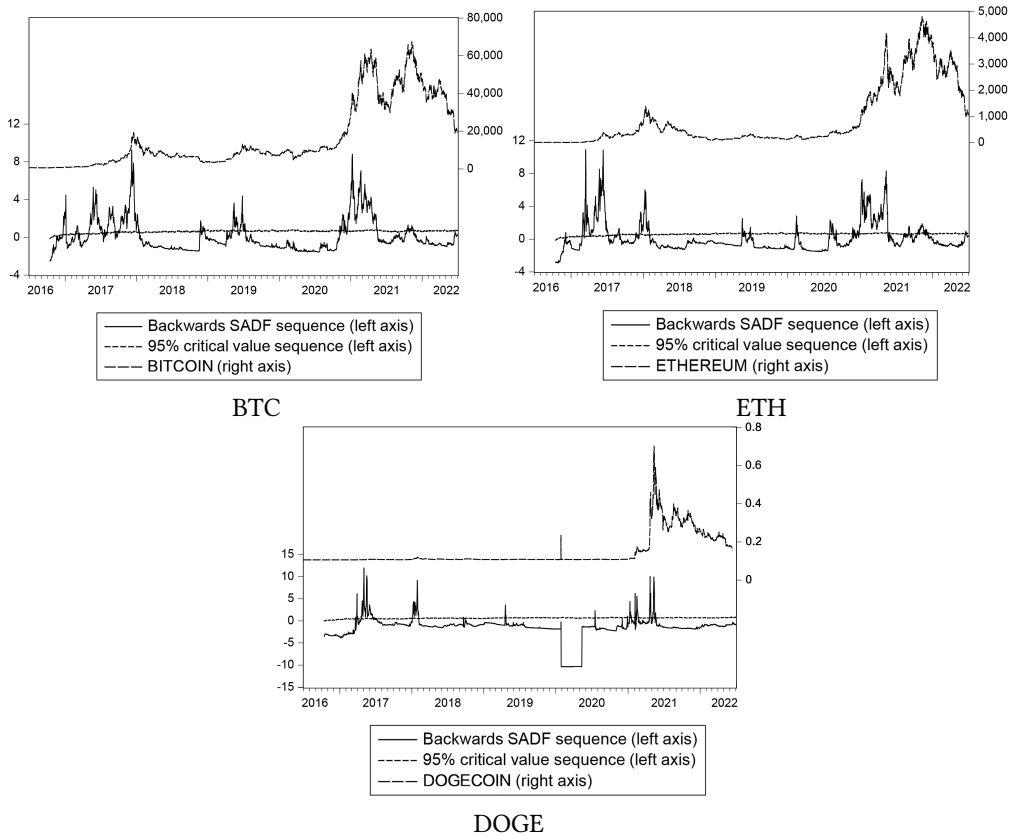 80,000
60,000
40,000
20,000
0
12
8
4
0
-4
2016 2017 2018 2019 2020 2021 2022
Backwards SADF sequence (left axis)
95% critical value sequence (left axis)
BITCOIN (right axis)
BTC
5,000
4,000
3,000
2,000
1,000
0
12
8
4
0
-4
2016 2017 2018 2019 2020 2021 2022
Backwards SADF sequence (left axis)
95% critical value sequence (left axis)
ETHEREUM (right axis)
ETH
0.8
0.6
0.4
0.2
0
15
10
5
0
-5
-10
-15
2016 2017 2018 2019 2020 2021 2022
Backwards SADF sequence (left axis)
95% critical value sequence (left axis)
DOGECOIN (right axis)
DOGE